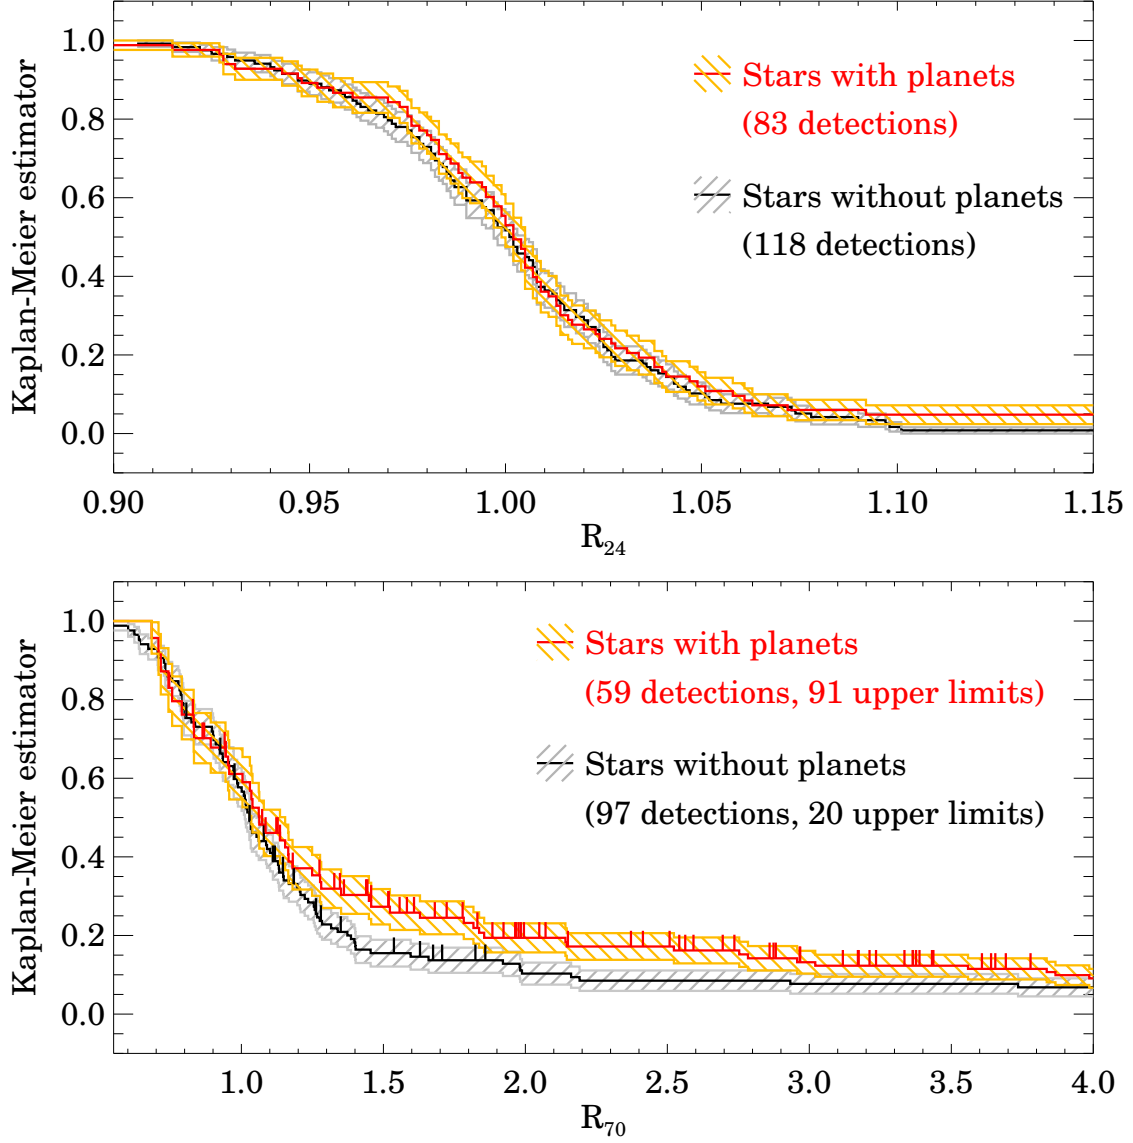 Kaplan-Meier estimator
1.0
0.8
0.6
0.4
0.2
0.0
Stars with planets
(83 detections)
Stars without planets
(118 detections)
0.90 0.95 1.00 1.05 1.10 1.15
R24
Kaplan-Meier estimator
1.0
0.8
0.6
0.4
0.2
0.0
Stars with planets
(59 detections, 91 upper limits)
Stars without planets
(97 detections, 20 upper limits)
1.0 1.5 2.0 2.5 3.0 3.5 4.0
R70